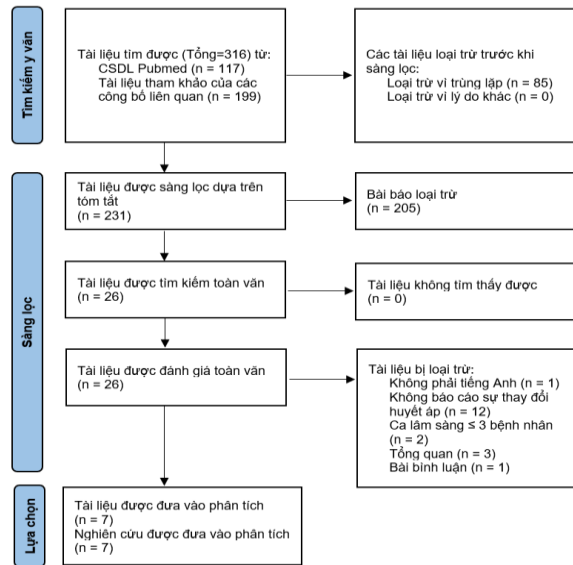 Tìm kiếm y văn
Tài liệu tìm được (Tổng=316) từ:
CSDL Pubmed (n = 117)
Tài liệu tham khảo của các
công bố liên quan (n = 199)
Các tài liệu loại trừ trước khi
sàng lọc:
Loại trừ vì trùng lặp (n = 85)
Loại trừ vì lý do khác (n = 0)
Sàng lọc
Tài liệu được sàng lọc dựa trên
tóm tắt
(n = 231)
Bài báo loại trừ
(n = 205)
Tài liệu được tìm kiếm toàn văn
(n = 26)
Tài liệu không tìm thấy được
(n = 0)
Tài liệu được đánh giá toàn văn
(n = 26)
Tài liệu bị loại trừ:
Không phải tiếng Anh (n = 1)
Không báo cáo sự thay đổi
huyết áp (n = 12)
Ca lâm sàng ≤ 3 bệnh nhân
(n = 2)
Tổng quan (n = 3)
Bài bình luận (n = 1)
Lựa chọn
Tài liệu được đưa vào phân tích
(n = 7)
Nghiên cứu được đưa vào phân tích
(n = 7)